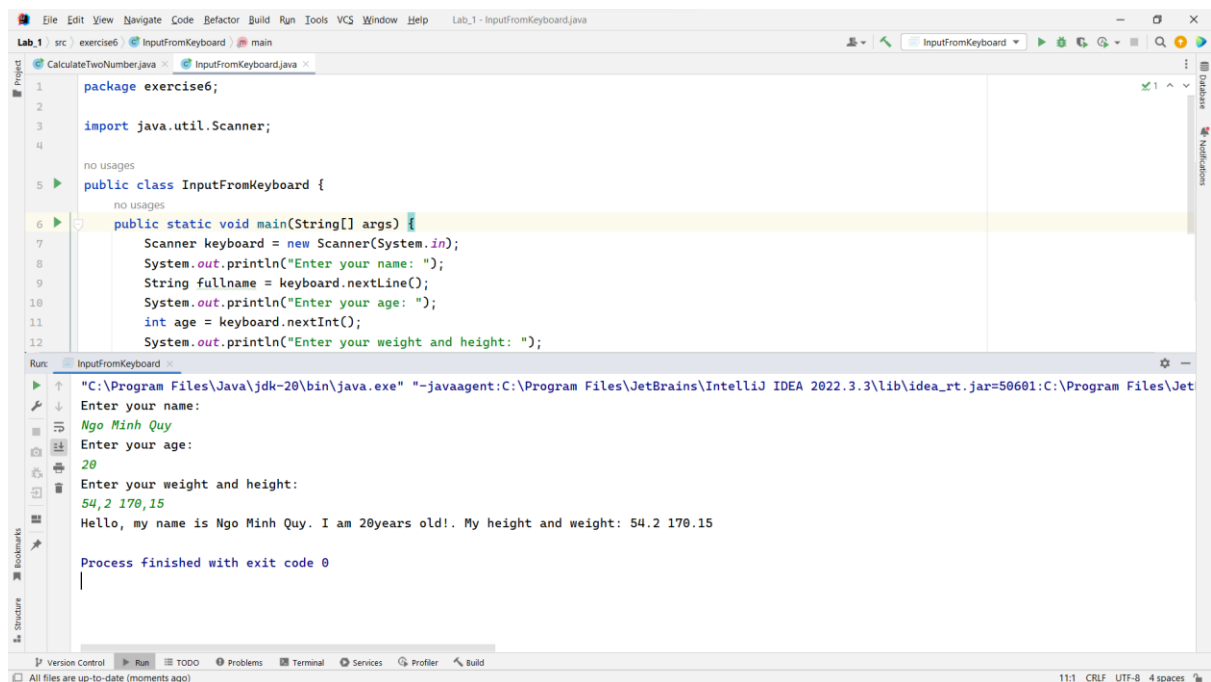 File Edit View Navigate Code Refactor Build Run Tools VCS Window Help Lab_1 - InputFromKeyboard.java
Lab_1 src exercise6 InputFromKeyboard main InputFromKeyboard
CalculateTwoNumber.java InputFromKeyboard.java
Project
1 package exercise6; 1
2
3 import java.util.Scanner;
4
no usages
5 public class InputFromKeyboard {
no usages
6 public static void main(String[] args) {
7 Scanner keyboard = new Scanner(System.in);
8 System.out.println("Enter your name: ");
9 String fullname = keyboard.nextLine();
10 System.out.println("Enter your age: ");
11 int age = keyboard.nextInt();
12 System.out.println("Enter your weight and height: ");
Database
Notifications
Run: InputFromKeyboard
"C:\Program Files\Java\jdk-20\bin\java.exe" "-javaagent:C:\Program Files\JetBrains\IntelliJ IDEA 2022.3.3\lib\idea_rt.jar=50601:C:\Program Files\Jet
Enter your name:
Ngo Minh Quy
Enter your age:
20
Enter your weight and height:
54,2 170,15
Hello, my name is Ngo Minh Quy. I am 20years old!. My height and weight: 54.2 170.15
Process finished with exit code 0
Bookmarks
Structure
Version Control Run TODO Problems Terminal Services Profiler Build
All files are up-to-date (moments ago) 11:1 CRLF UTF-8 4 spaces